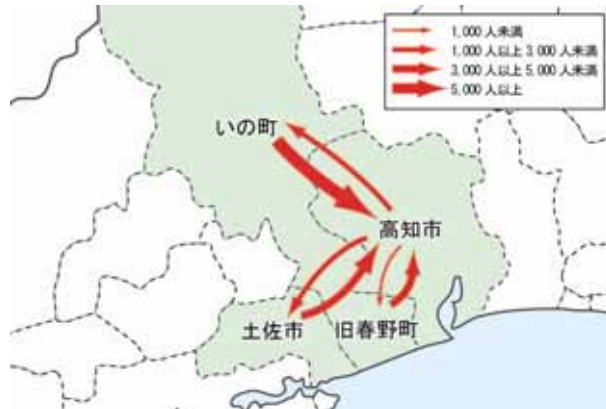 1,000 人未満
1,000 人以上 3,000 人未満
3,000 人以上 5,000 人未満
5,000 人以上
いの町
高知市
土佐市
旧春野町